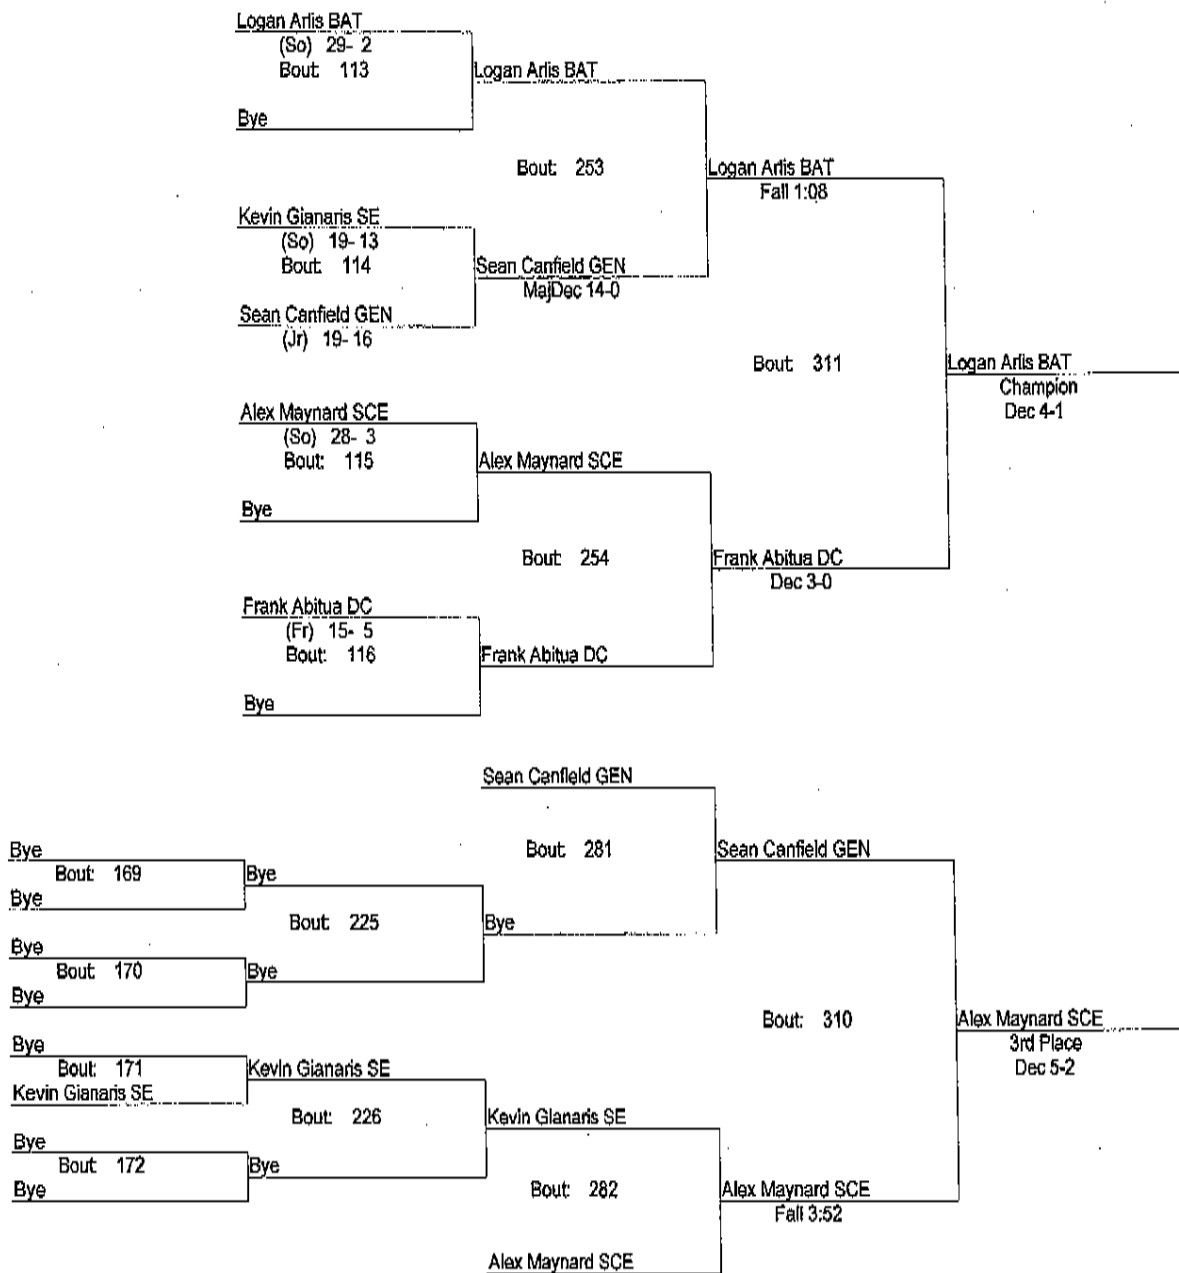 Logan Arlis BAT
(So) 29- 2
Bout: 113
Logan Arlis BAT
Bye
Bout: 253
Logan Arlis BAT
Fall 1:08
Kevin Gianaris SE
(So) 19- 13
Bout: 114
Sean Canfield GEN
MajDec 14-0
Sean Canfield GEN
(Jr) 19- 16
Bout: 311
Logan Arlis BAT
Champion
Dec 4-1
Alex Maynard SCE
(So) 28- 3
Bout: 115
Alex Maynard SCE
Bye
Bout: 254
Frank Abitua DC
Dec 3-0
Frank Abitua DC
(Fr) 15- 5
Bout: 116
Frank Abitua DC
Bye
Sean Canfield GEN
Bout: 281
Sean Canfield GEN
Bye
Bout: 169
Bye
Bye
Bout: 225
Bye
Bye
Bout: 170
Bye
Bye
Bout: 310
Alex Maynard SCE
3rd Place
Dec 5-2
Bye
Bout: 171
Kevin Gianaris SE
Kevin Gianaris SE
Bout: 226
Kevin Gianaris SE
Bye
Bout: 172
Bye
Bye
Bout: 282
Alex Maynard SCE
Fall 3:52
Alex Maynard SCE